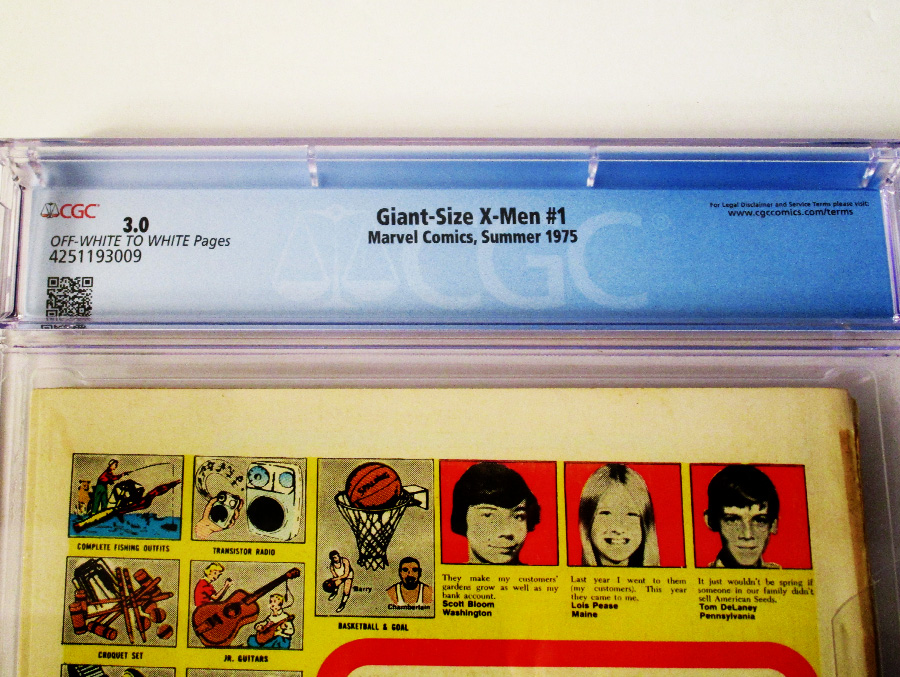 CGC
3.0
OFF-WHITE TO WHITE Pages
4251193009
Giant-Size X-Men #1
Marvel Comics, Summer 1975
For Legal Disclaimer and Service Terms please visit:
www.cgccomics.com/terms
CGC
COMPLETE FISHING OUTFITS
TRANSISTOR RADIO
Barry
Chamberlain
BASKETBALL & GOAL
CROQUET SET
JR. GUITARS
They make my customers'
gardens grow as well as my
bank account.
Scott Bloom
Washington
Last year I went to them
(my customers). This year
they came to me.
Lois Pease
Maine
It just wouldn't be spring if
someone in our family didn't
sell American Seeds.
Tom DeLaney
Pennsylvania